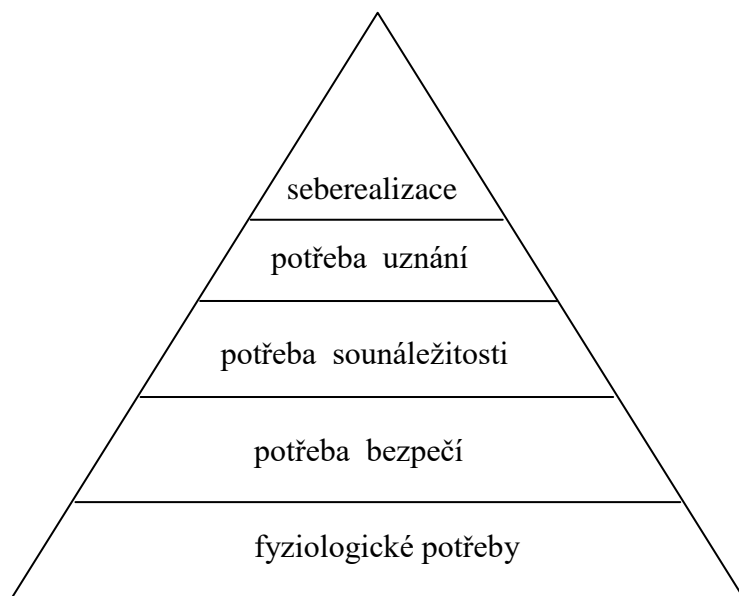 seberealizace
potřeba uznání
potřeba sounáležitosti
potřeba bezpečí
fyziologické potřeby